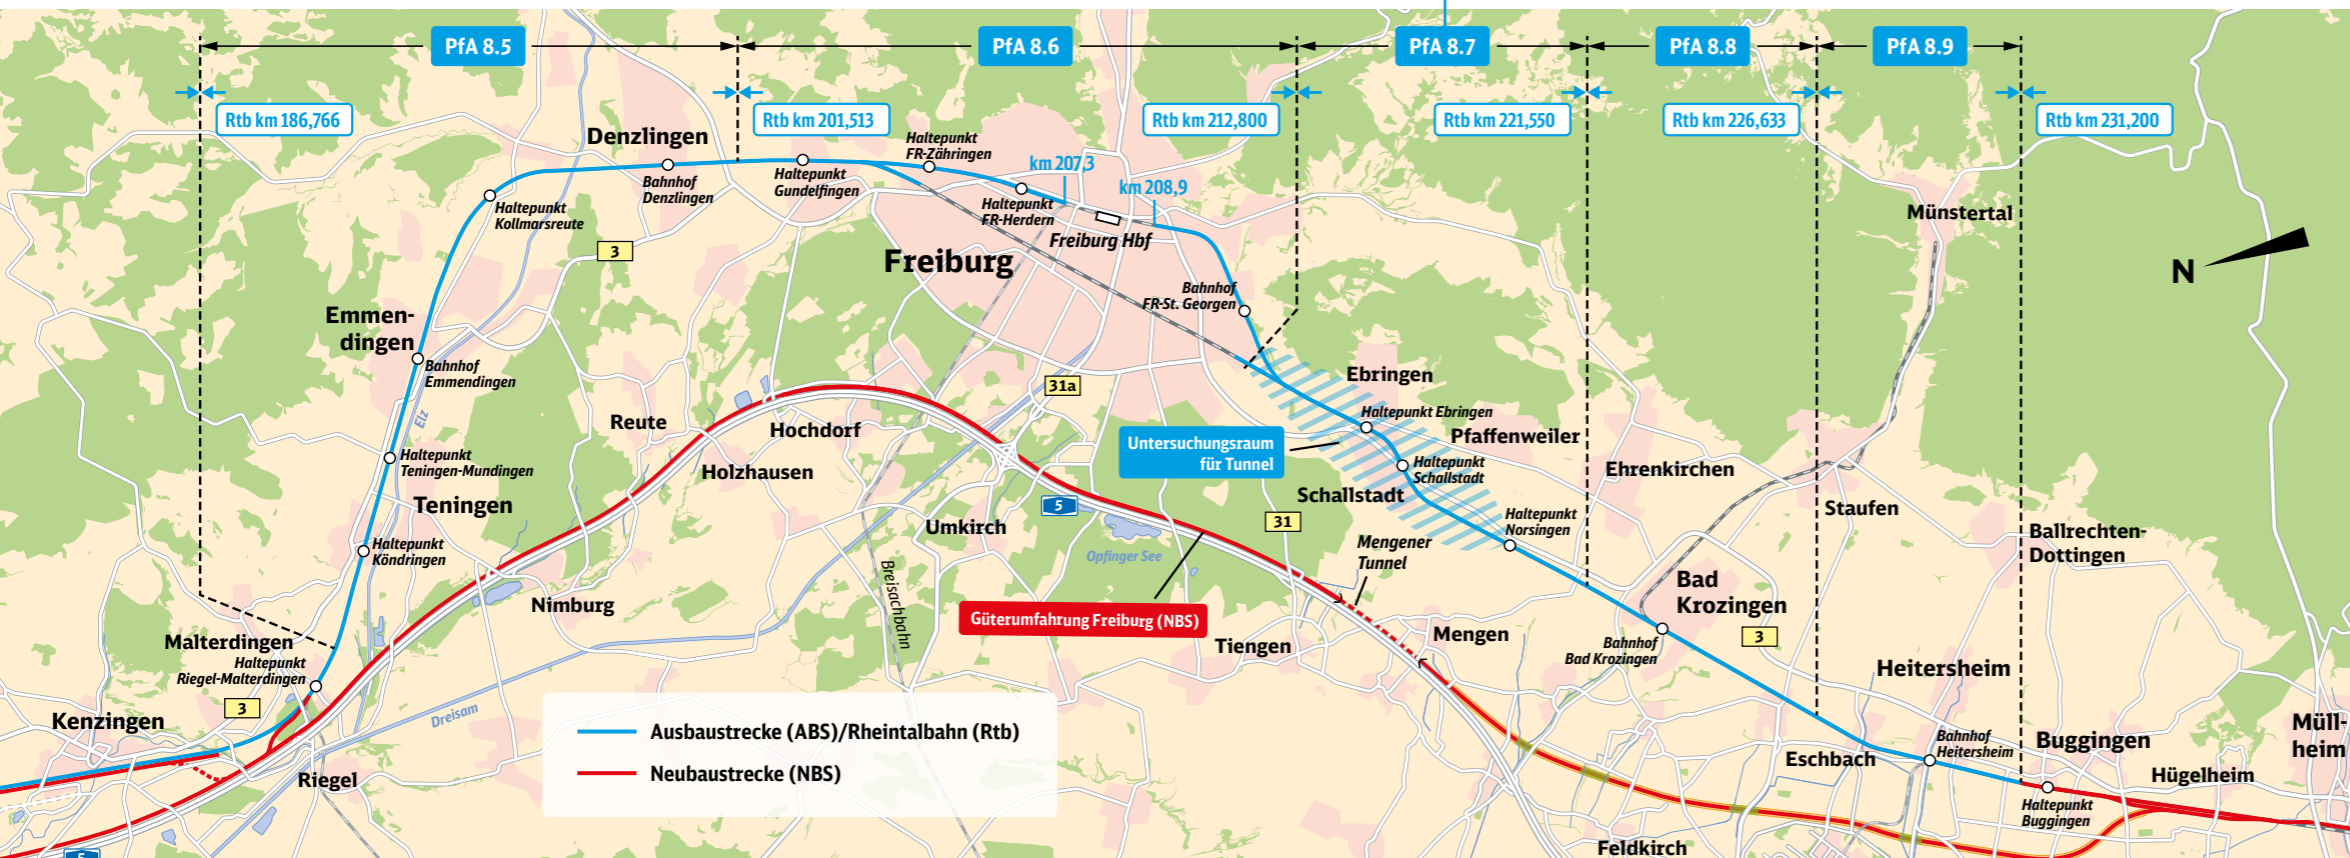 PfA 8.5
PfA 8.6
PfA 8.7
PfA 8.8
PfA 8.9
Rtb km 186,766
Rtb km 201,513
Rtb km 212,800
Rtb km 221,550
Rtb km 226,633
Rtb km 231,200
Denzlingen
Haltepunkt
FR-Zähringen
km 207,3
km 208,9
Bahnhof
Denzlingen
Haltepunkt
Gundelfingen
Haltepunkt
FR-Herdern
Haltepunkt
Kollmarsreute
3
Freiburg Hbf
Freiburg
Münstertal
N
Bahnhof
FR-St. Georgen
Emmen-
dingen
Bahnhof
Emmendingen
Elz
31a
Ebringen
Reute
Hochdorf
Haltepunkt Ebringen
Pfaffenweiler
Untersuchungsraum
für Tunnel
Haltepunkt
Teningen-Mundingen
Holzhausen
Haltepunkt
Schallstadt
Ehrenkirchen
Teningen
Schallstadt
5
Umkirch
31
Haltepunkt
Norsingen
Staufen
Ballrechten-
Dottingen
Haltepunkt
Köndringen
Opfinger See
Mengener
Tunnel
Nimburg
Breisachbahn
Güterumfahrung Freiburg (NBS)
Bad
Krozingen
Malterdingen
Haltepunkt
Riegel-Malterdingen
Tiengen
Mengen
3
Bahnhof
Bad Krozingen
Heitersheim
3
Kenzingen
Dreisam
Ausbaustrecke (ABS)/Rheintalbahn (Rtb)
Neubaustrecke (NBS)
Riegel
Eschbach
Bahnhof
Heitersheim
Buggingen
Müll-
heim
Hügelheim
Haltepunkt
Buggingen
Feldkirch
5